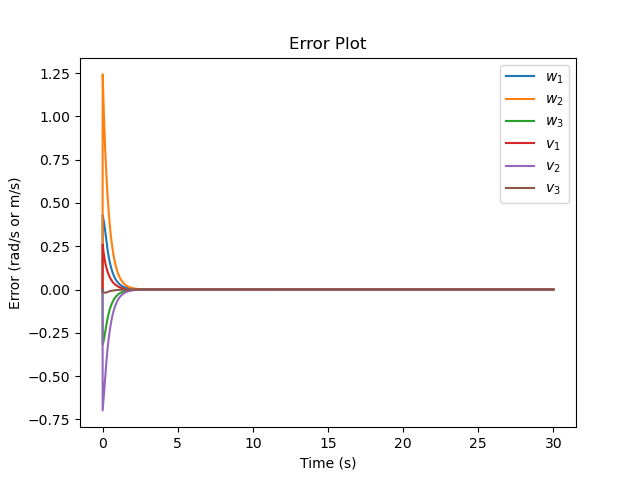 Error Plot
Error (rad/s or m/s)
1.25
1.00
0.75
0.50
0.25
0.00
−0.25
−0.50
−0.75
w₁
w₂
w₃
v₁
v₂
v₃
0 5 10 15 20 25 30
Time (s)